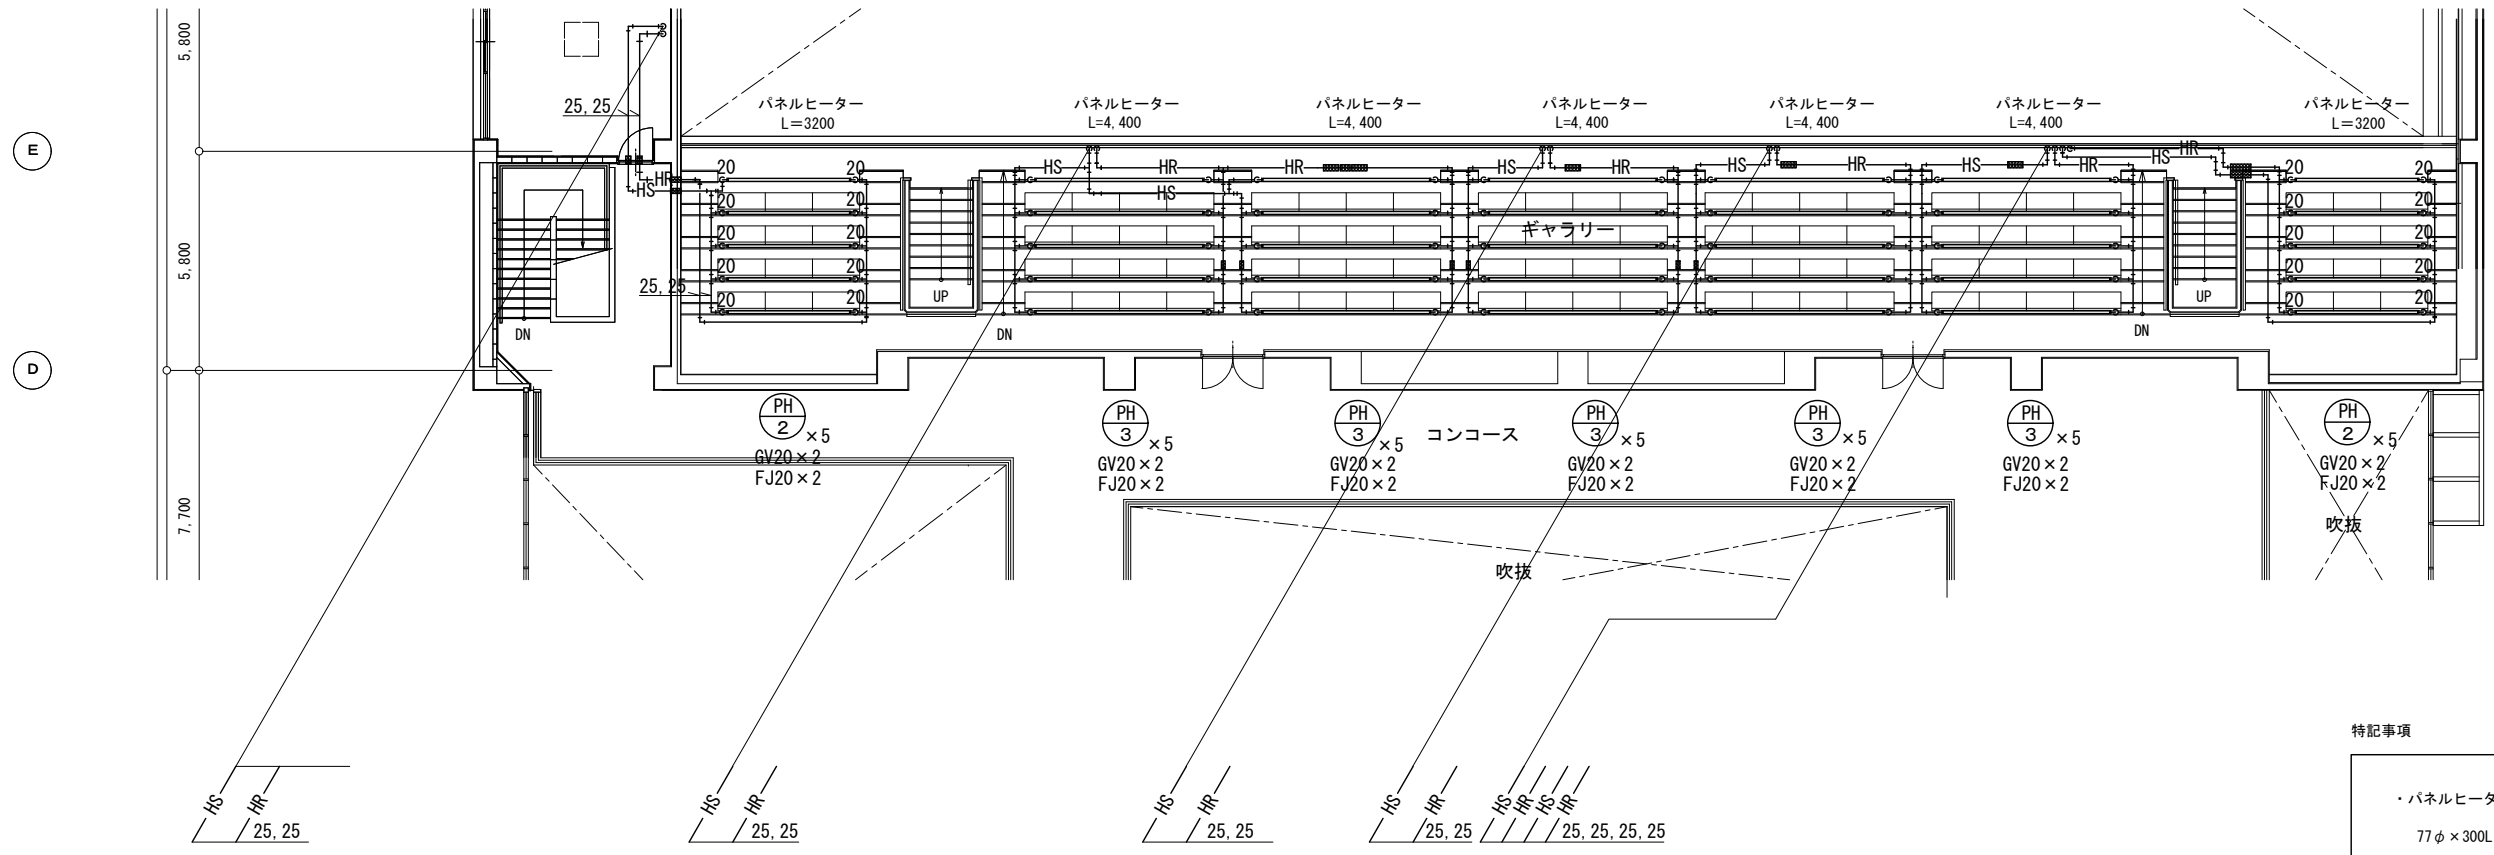 5,800
25,25
パネルヒーター
L＝3200
パネルヒーター
L=4,400
パネルヒーター
L=4,400
パネルヒーター
L=4,400
パネルヒーター
L=4,400
パネルヒーター
L=4,400
パネルヒーター
L＝3200
E
HR
HS
20
20
HS
HR
HS
HR
HS
HR
HS
HR
HS
HR
HS
HR
20
20
20
20
20
20
ギャラリー
20
20
5,800
20
20
20
20
20
20
20
20
25,25
20
20
UP
UP
20
20
DN
DN
DN
D
PH
2
×5
GV20×2
FJ20×2
PH
3
×5
GV20×2
FJ20×2
PH
3
×5
GV20×2
FJ20×2
コンコース
PH
3
×5
GV20×2
FJ20×2
PH
3
×5
GV20×2
FJ20×2
PH
3
×5
GV20×2
FJ20×2
PH
2
×5
GV20×2
FJ20×2
7,700
吹抜
吹抜
特記事項
・パネルヒータ
77φ×300L
HS
HR
25,25
HS
HR
25,25
HS
HR
25,25
HS
HR
25,25
HS
HR
HS
HR
25,25,25,25